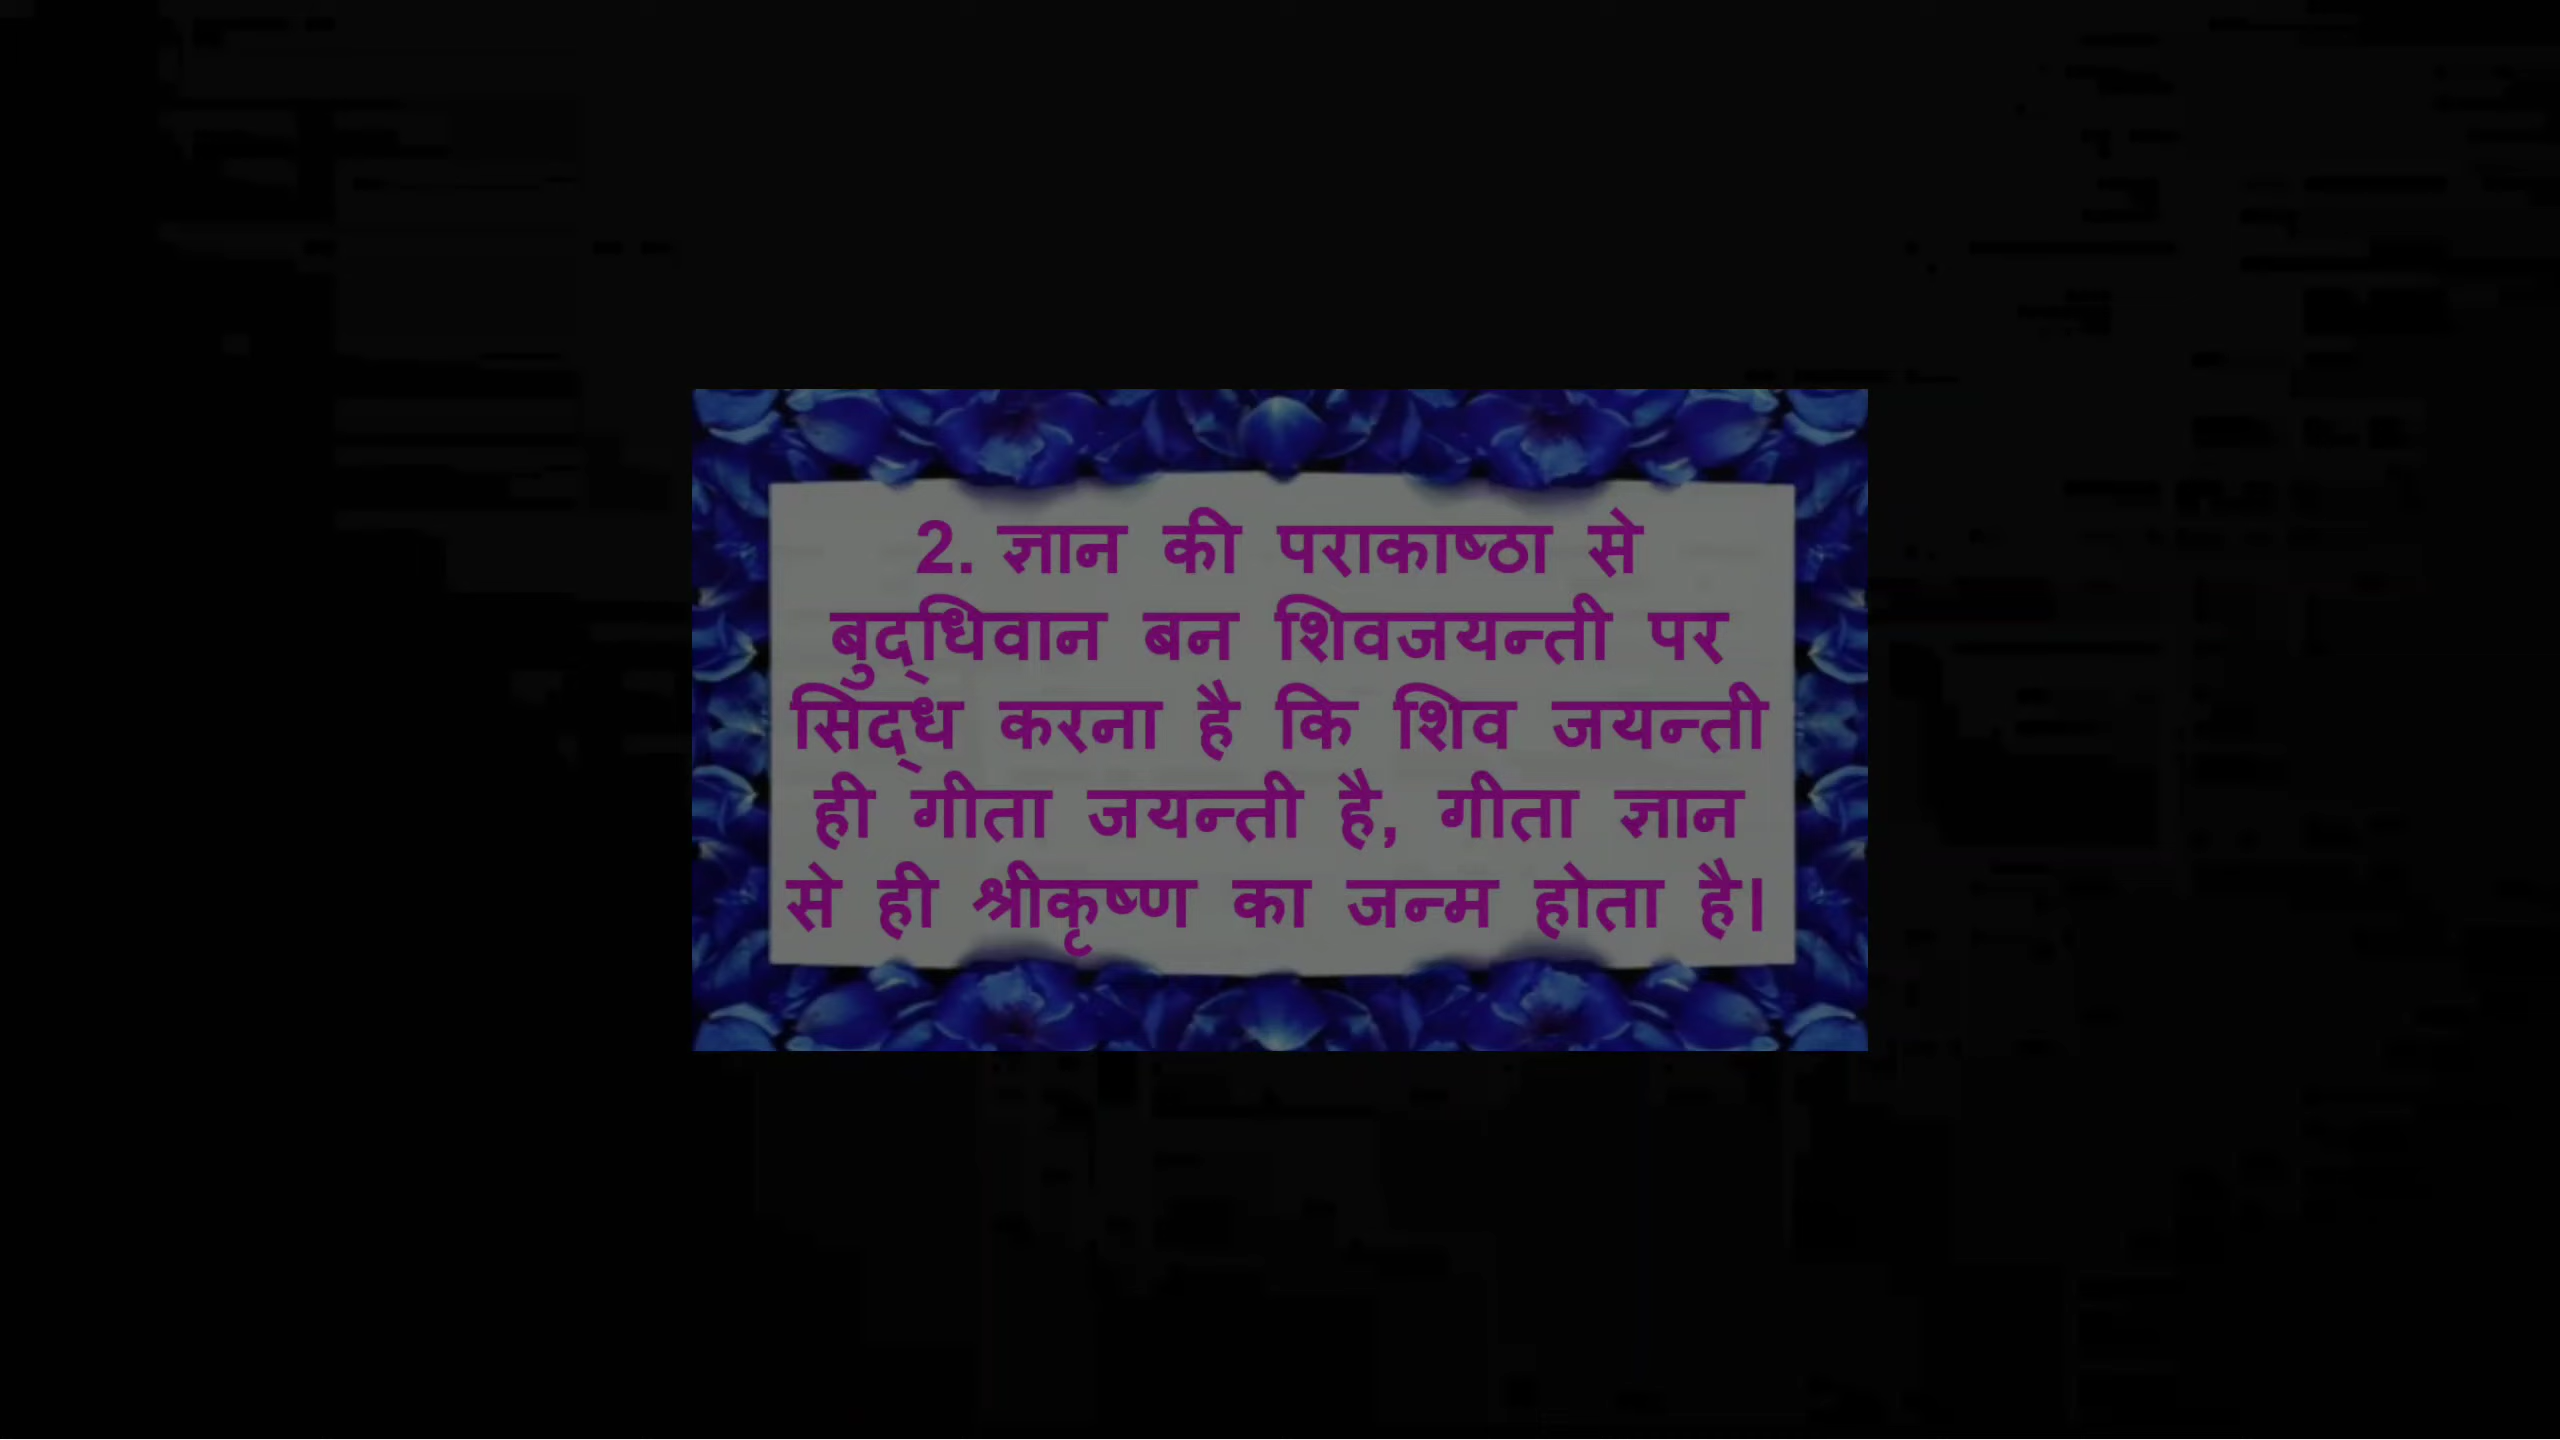 2. ज्ञान की पराकाष्ठा से
बुद्धिवान बन शिवजयन्ती पर
सिद्ध करना है कि शिव जयन्ती
ही गीता जयन्ती है, गीता ज्ञान
से ही श्रीकृष्ण का जन्म होता है।